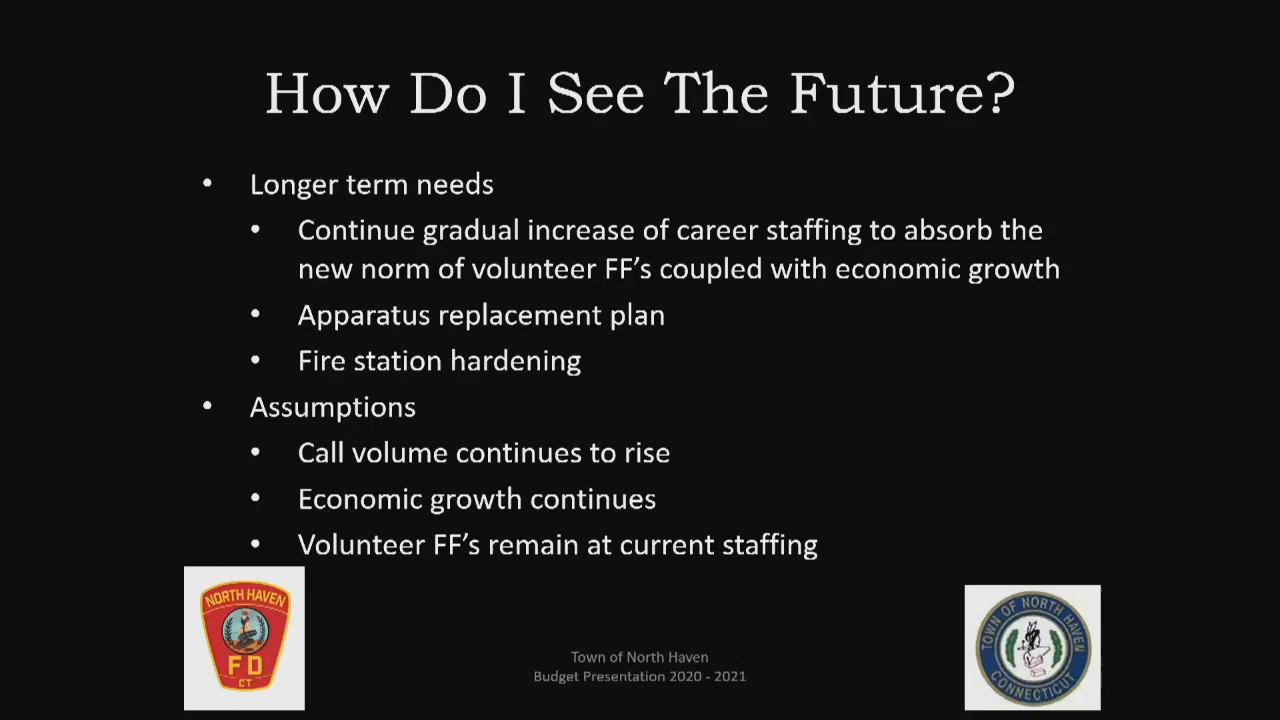 How Do I See The Future?
• Longer term needs
• Continue gradual increase of career staffing to absorb the
new norm of volunteer FF’s coupled with economic growth
• Apparatus replacement plan
• Fire station hardening
• Assumptions
• Call volume continues to rise
• Economic growth continues
• Volunteer FF’s remain at current staffing
NORTH HAVEN
FD
CT
Town of North Haven
Budget Presentation 2020 - 2021
TOWN OF NORTH HAVEN
CONNECTICUT